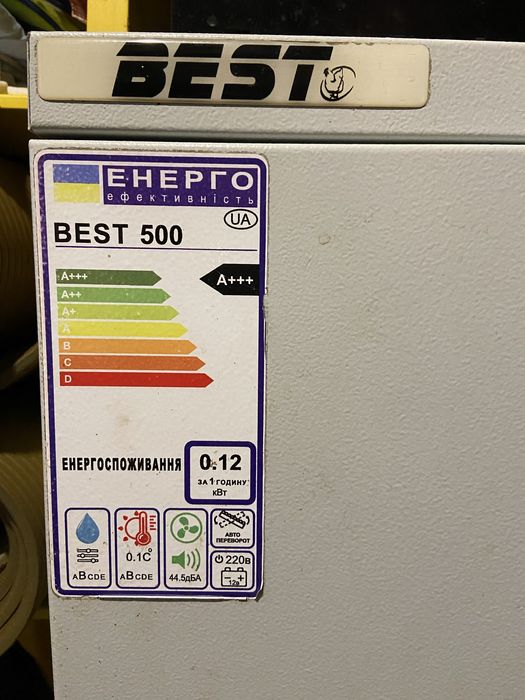 BEST
ЕНЕРГО
ефективність
UA
BEST 500
A+++
A+++
A++
A+
A
B
C
D
ЕНЕРГОСПОЖИВАННЯ
0.12
ЗА 1 ГОДИНУ
кВт
ABCDE
0.1C°
ABCDE
44.5дБА
АВТО
ПЕРЕВОРОТ
220в
- +
12в